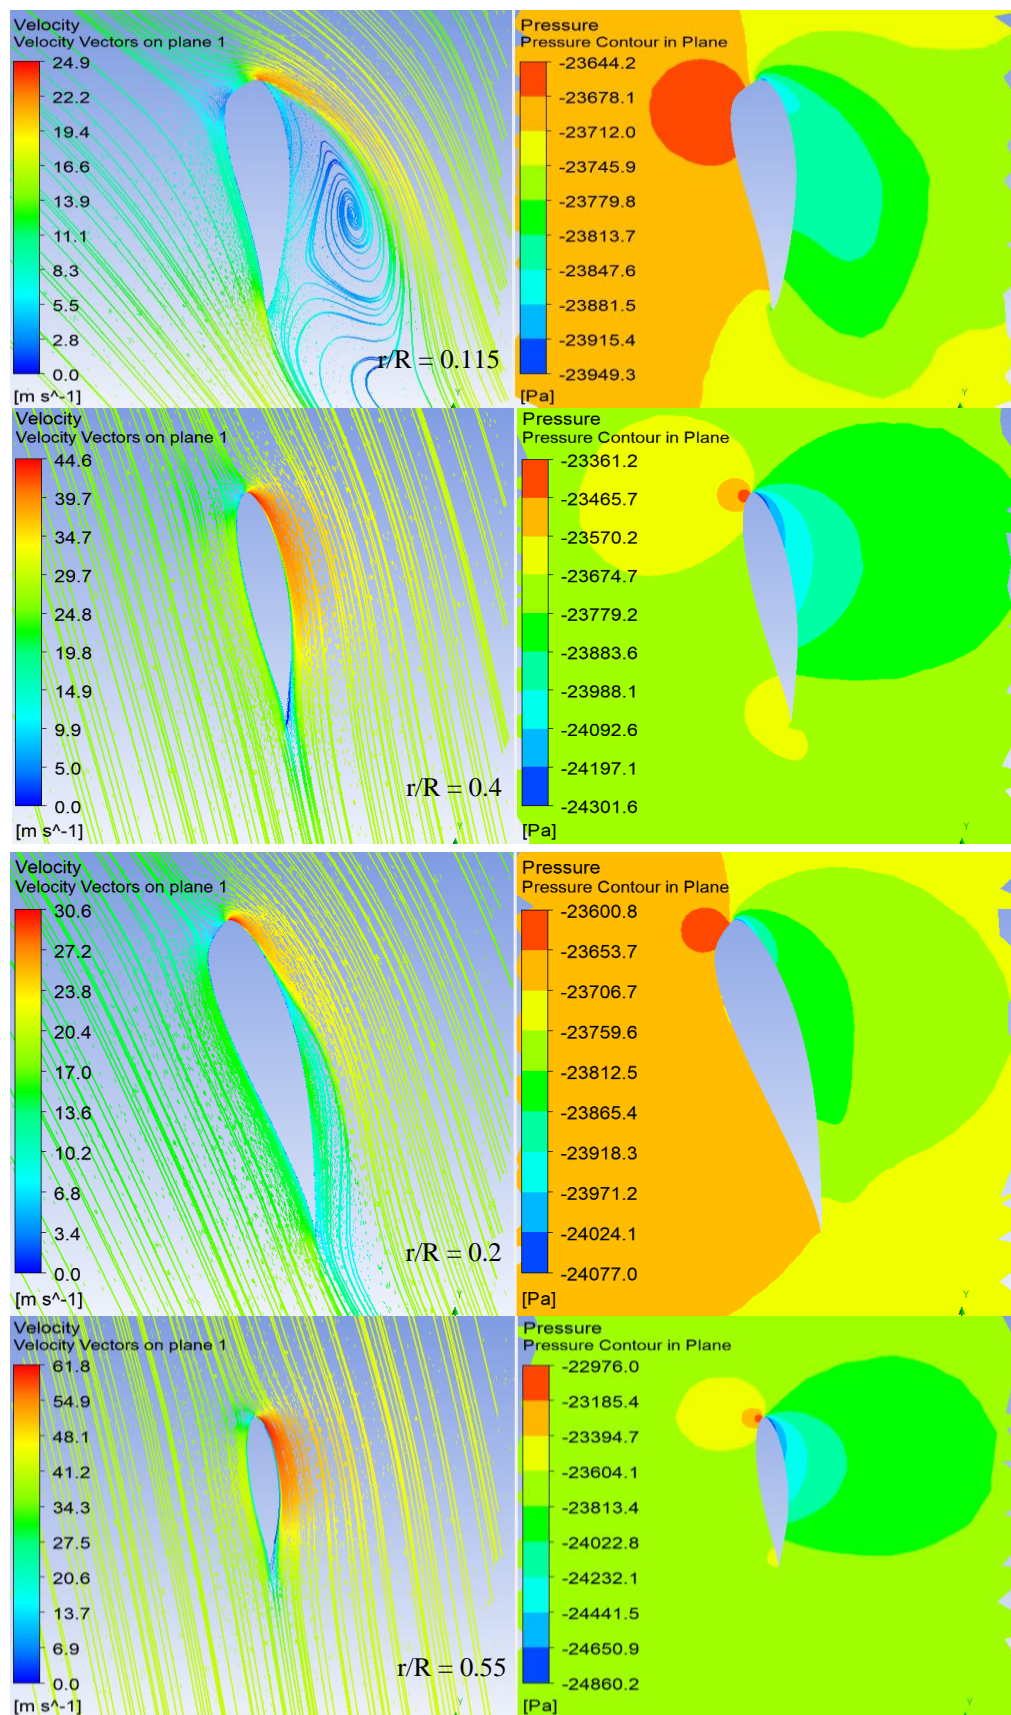 Velocity
Velocity Vectors on plane 1
24.9
22.2
19.4
16.6
13.9
11.1
8.3
5.5
2.8
0.0
[m s^-1]
r/R = 0.115
Pressure
Pressure Contour in Plane
-23644.2
-23678.1
-23712.0
-23745.9
-23779.8
-23813.7
-23847.6
-23881.5
-23915.4
-23949.3
[Pa]
Y
Velocity
Velocity Vectors on plane 1
44.6
39.7
34.7
29.7
24.8
19.8
14.9
9.9
5.0
0.0
[m s^-1]
r/R = 0.4
Y
Pressure
Pressure Contour in Plane
-23361.2
-23465.7
-23570.2
-23674.7
-23779.2
-23883.6
-23988.1
-24092.6
-24197.1
-24301.6
[Pa]
Y
Velocity
Velocity Vectors on plane 1
30.6
27.2
23.8
20.4
17.0
13.6
10.2
6.8
3.4
0.0
[m s^-1]
r/R = 0.2
Y
Pressure
Pressure Contour in Plane
-23600.8
-23653.7
-23706.7
-23759.6
-23812.5
-23865.4
-23918.3
-23971.2
-24024.1
-24077.0
[Pa]
Y
Velocity
Velocity Vectors on plane 1
61.8
54.9
48.1
41.2
34.3
27.5
20.6
13.7
6.9
0.0
[m s^-1]
r/R = 0.55
Y
Pressure
Pressure Contour in Plane
-22976.0
-23185.4
-23394.7
-23604.1
-23813.4
-24022.8
-24232.1
-24441.5
-24650.9
-24860.2
[Pa]
Y